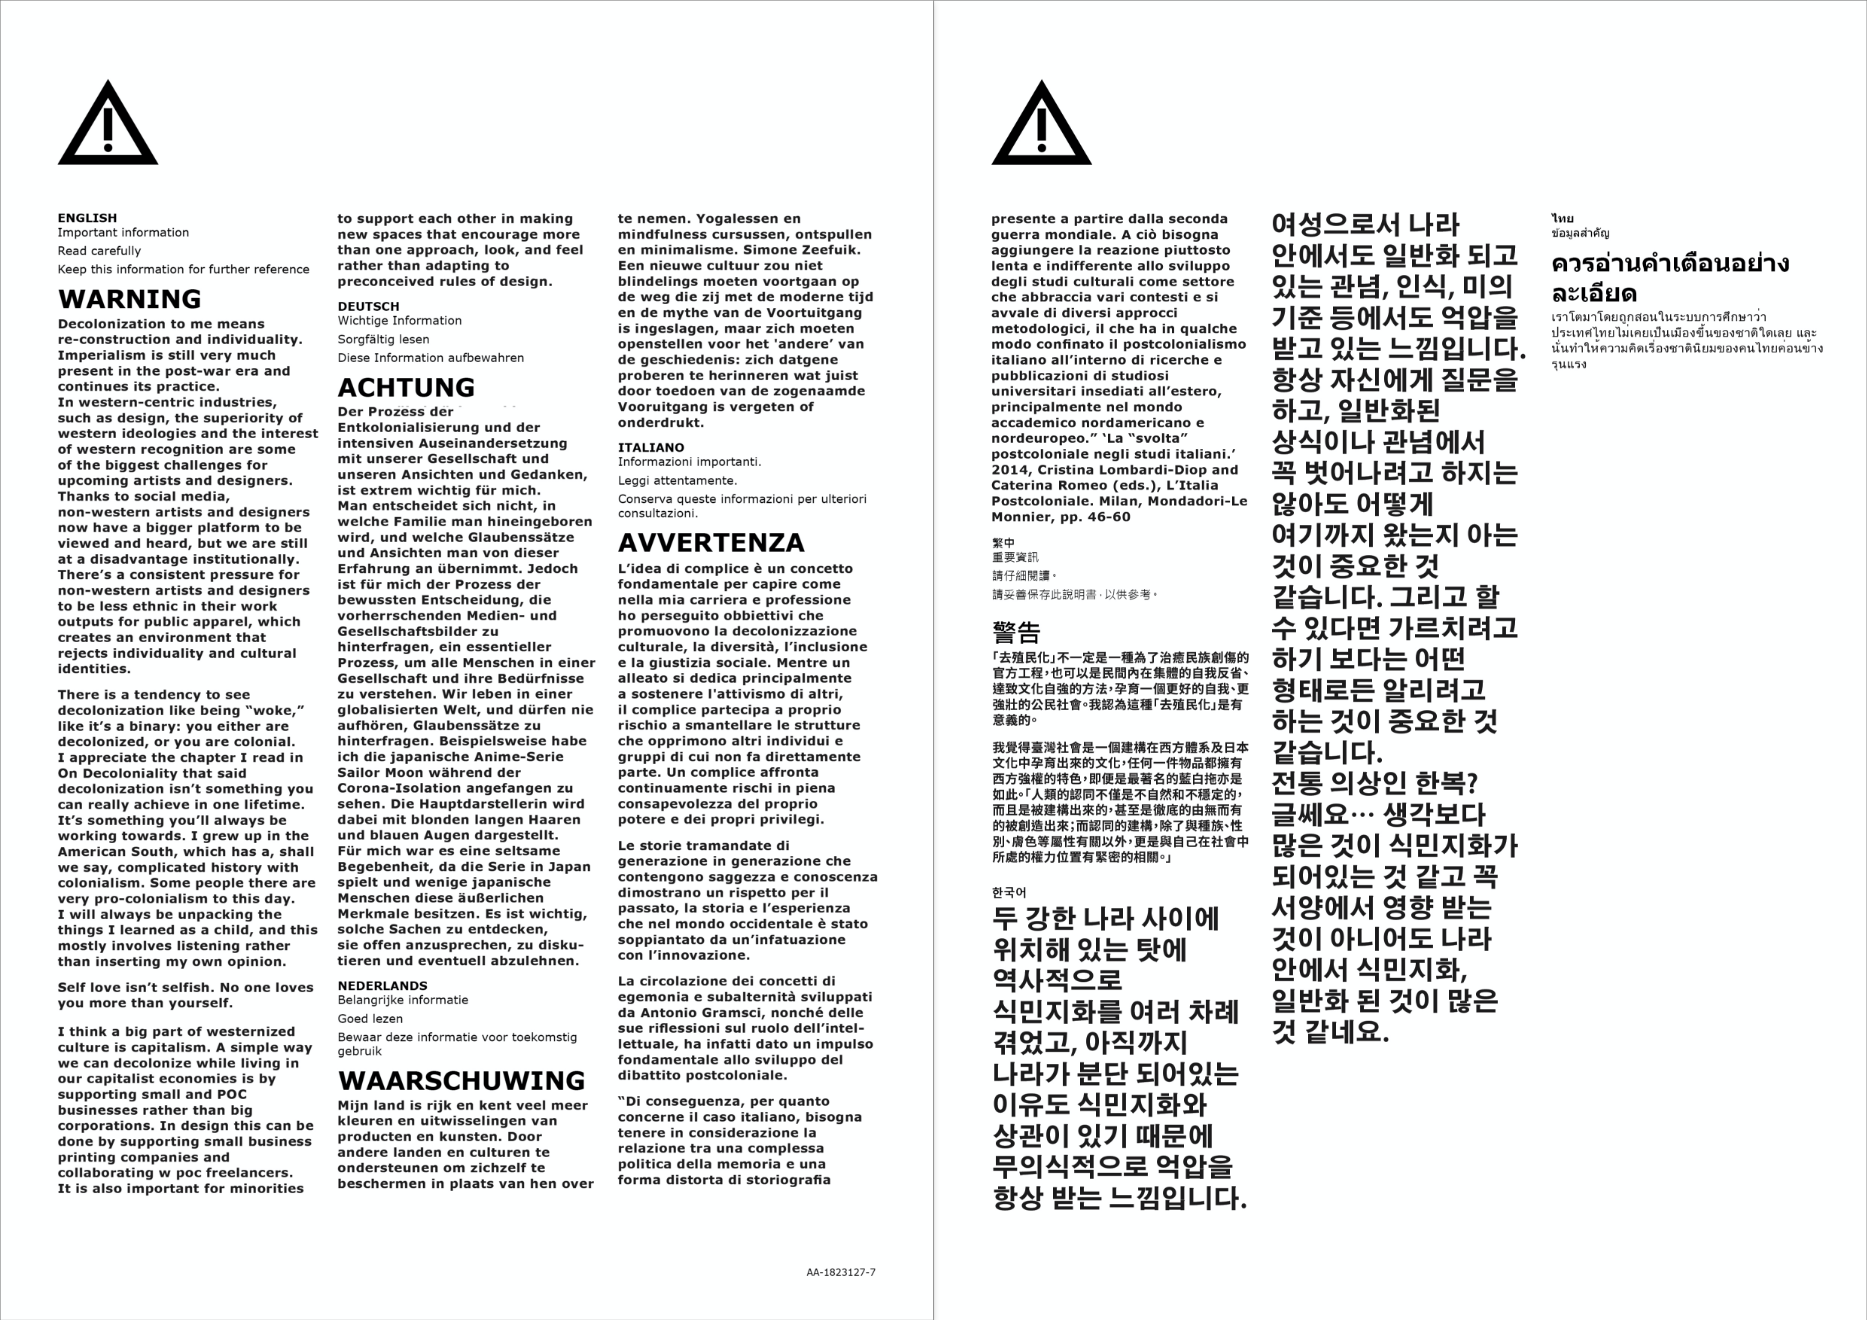 ENGLISH
Important information
Read carefully
Keep this information for further reference
WARNING
Decolonization to me means
re-construction and individuality.
Imperialism is still very much
present in the post-war era and
continues its practice.
In western-centric industries,
such as design, the superiority of
western ideologies and the interest
of western recognition are some
of the biggest challenges for
upcoming artists and designers.
Thanks to social media,
non-western artists and designers
now have a bigger platform to be
viewed and heard, but we are still
at a disadvantage institutionally.
There’s a consistent pressure for
non-western artists and designers
to be less ethnic in their work
outputs for public apparel, which
creates an environment that
rejects individuality and cultural
identities.
There is a tendency to see
decolonization like being “woke,”
like it’s a binary: you either are
decolonized, or you are colonial.
I appreciate the chapter I read in
On Decoloniality that said
decolonization isn’t something you
can really achieve in one lifetime.
It’s something you’ll always be
working towards. I grew up in the
American South, which has a, shall
we say, complicated history with
colonialism. Some people there are
very pro-colonialism to this day.
I will always be unpacking the
things I learned as a child, and this
mostly involves listening rather
than inserting my own opinion.
Self love isn’t selfish. No one loves
you more than yourself.
I think a big part of westernized
culture is capitalism. A simple way
we can decolonize while living in
our capitalist economies is by
supporting small and POC
businesses rather than big
corporations. In design this can be
done by supporting small business
printing companies and
collaborating w poc freelancers.
It is also important for minorities
to support each other in making
new spaces that encourage more
than one approach, look, and feel
rather than adapting to
preconceived rules of design.
DEUTSCH
Wichtige Information
Sorgfältig lesen
Diese Information aufbewahren
ACHTUNG
Der Prozess der
Entkolonialisierung und der
intensiven Auseinandersetzung
mit unserer Gesellschaft und
unseren Ansichten und Gedanken,
ist extrem wichtig für mich.
Man entscheidet sich nicht, in
welche Familie man hineingeboren
wird, und welche Glaubenssätze
und Ansichten man von dieser
Erfahrung an übernimmt. Jedoch
ist für mich der Prozess der
bewussten Entscheidung, die
vorherrschenden Medien- und
Gesellschaftsbilder zu
hinterfragen, ein essentieller
Prozess, um alle Menschen in einer
Gesellschaft und ihre Bedürfnisse
zu verstehen. Wir leben in einer
globalisierten Welt, und dürfen nie
aufhören, Glaubenssätze zu
hinterfragen. Beispielsweise habe
ich die japanische Anime-Serie
Sailor Moon während der
Corona-Isolation angefangen zu
sehen. Die Hauptdarstellerin wird
dabei mit blonden langen Haaren
und blauen Augen dargestellt.
Für mich war es eine seltsame
Begebenheit, da die Serie in Japan
spielt und wenige japanische
Menschen diese äußerlichen
Merkmale besitzen. Es ist wichtig,
solche Sachen zu entdecken,
sie offen anzusprechen, zu disku-
tieren und eventuell abzulehnen.
NEDERLANDS
Belangrijke informatie
Goed lezen
Bewaar deze informatie voor toekomstig
gebruik
WAARSCHUWING
Mijn land is rijk en kent veel meer
kleuren en uitwisselingen van
producten en kunsten. Door
andere landen en culturen te
ondersteunen om zichzelf te
beschermen in plaats van hen over
te nemen. Yogalessen en
mindfulness cursussen, ontspullen
en minimalisme. Simone Zeefuik.
Een nieuwe cultuur zou niet
blindelings moeten voortgaan op
de weg die zij met de moderne tijd
en de mythe van de Voortuitgang
is ingeslagen, maar zich moeten
openstellen voor het 'andere’ van
de geschiedenis: zich datgene
proberen te herinneren wat juist
door toedoen van de zogenaamde
Vooruitgang is vergeten of
onderdrukt.
ITALIANO
Informazioni importanti.
Leggi attentamente.
Conserva queste informazioni per ulteriori
consultazioni.
AVVERTENZA
L’idea di complice è un concetto
fondamentale per capire come
nella mia carriera e professione
ho perseguito obbiettivi che
promuovono la decolonizzazione
culturale, la diversità, l’inclusione
e la giustizia sociale. Mentre un
alleato si dedica principalmente
a sostenere l'attivismo di altri,
il complice partecipa a proprio
rischio a smantellare le strutture
che opprimono altri individui e
gruppi di cui non fa direttamente
parte. Un complice affronta
continuamente rischi in piena
consapevolezza del proprio
potere e dei propri privilegi.
Le storie tramandate di
generazione in generazione che
contengono saggezza e conoscenza
dimostrano un rispetto per il
passato, la storia e l’esperienza
che nel mondo occidentale è stato
soppiantato da un’infatuazione
con l’innovazione.
La circolazione dei concetti di
egemonia e subalternità sviluppati
da Antonio Gramsci, nonché delle
sue riflessioni sul ruolo dell’intel-
lettuale, ha infatti dato un impulso
fondamentale allo sviluppo del
dibattito postcoloniale.
“Di conseguenza, per quanto
concerne il caso italiano, bisogna
tenere in considerazione la
relazione tra una complessa
politica della memoria e una
forma distorta di storiografia
AA-1823127-7
presente a partire dalla seconda
guerra mondiale. A ciò bisogna
aggiungere la reazione piuttosto
lenta e indifferente allo sviluppo
degli studi culturali come settore
che abbraccia vari contesti e si
avvale di diversi approcci
metodologici, il che ha in qualche
modo confinato il postcolonialismo
italiano all’interno di ricerche e
pubblicazioni di studiosi
universitari insediati all’estero,
principalmente nel mondo
accademico nordamericano e
nordeuropeo.” ‘La “svolta”
postcoloniale negli studi italiani.’
2014, Cristina Lombardi-Diop and
Caterina Romeo (eds.), L’Italia
Postcoloniale. Milan, Mondadori-Le
Monnier, pp. 46-60
繁中
重要資訊
請仔細閱讀。
請妥善保存此說明書，以供參考。
警告
「去殖民化」不一定是一種為了治癒民族創傷的
官方工程，也可以是民間內在集體的自我反省、
達致文化自強的方法，孕育一個更好的自我、更
強壯的公民社會。我認為這種「去殖民化」是有
意義的。
我覺得臺灣社會是一個建構在西方體系及日本
文化中孕育出來的文化，任何一件物品都擁有
西方強權的特色，即便是最著名的藍白拖亦是
如此。「人類的認同不僅是不自然和不穩定的，
而且是被建構出來的，甚至是徹底的由無而有
的被創造出來；而認同的建構，除了與種族、性
別、膚色等屬性有關以外，更是與自己在社會中
所處的權力位置有緊密的相關。」
한국어
두 강한 나라 사이에
위치해 있는 탓에
역사적으로
식민지화를 여러 차례
겪었고, 아직까지
나라가 분단 되어있는
이유도 식민지화와
상관이 있기 때문에
무의식적으로 억압을
항상 받는 느낌입니다.
여성으로서 나라
안에서도 일반화 되고
있는 관념, 인식, 미의
기준 등에서도 억압을
받고 있는 느낌입니다.
항상 자신에게 질문을
하고, 일반화된
상식이나 관념에서
꼭 벗어나려고 하지는
않아도 어떻게
여기까지 왔는지 아는
것이 중요한 것
같습니다. 그리고 할
수 있다면 가르치려고
하기 보다는 어떤
형태로든 알리려고
하는 것이 중요한 것
같습니다.
전통 의상인 한복?
글쎄요… 생각보다
많은 것이 식민지화가
되어있는 것 같고 꼭
서양에서 영향 받는
것이 아니어도 나라
안에서 식민지화,
일반화 된 것이 많은
것 같네요.
ไทย
ข้อมูลสำคัญ
ควรอ่านคำเตือนอย่าง
ละเอียด
เราโตมาโดยถูกสอนในระบบการศึกษาว่า
ประเทศไทยไม่เคยเป็นเมืองขึ้นของชาติใดเลย และ
นั่นทำให้ความคิดเรื่องชาตินิยมของคนไทยค่อนข้าง
รุนแรง